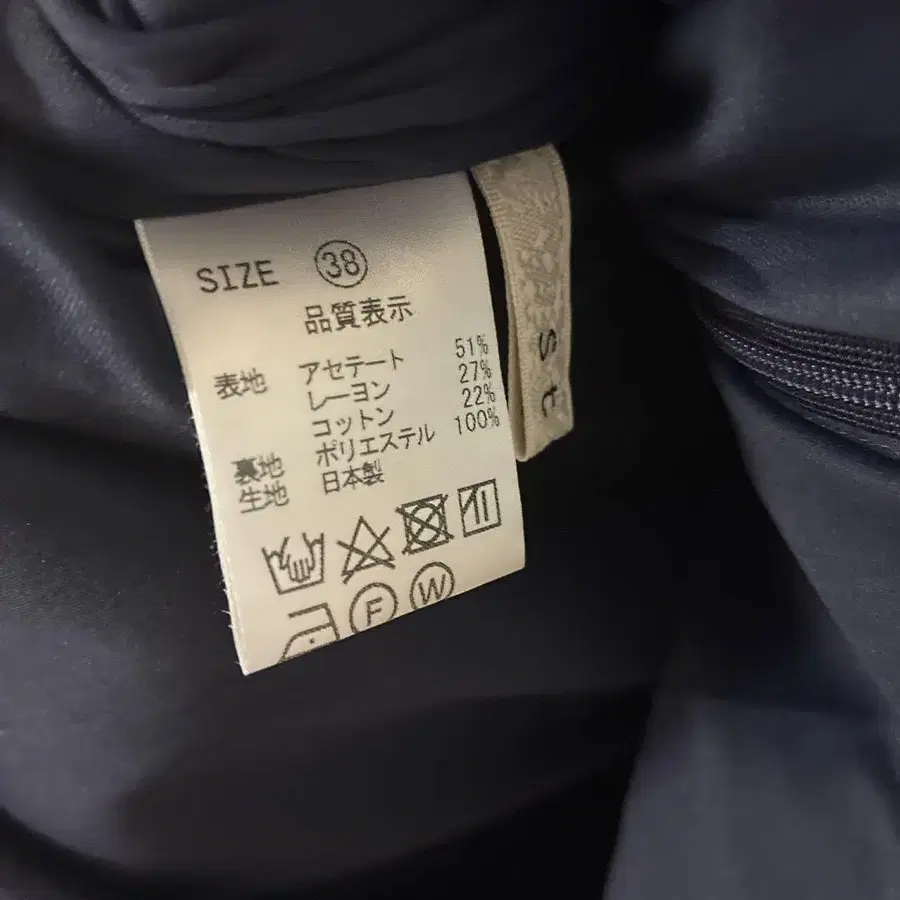 SIZE 38
品質表示
表地 アセテート 51%
レーヨン 27%
コットン 22%
裏地 ポリエステル 100%
生地 日本製
F W